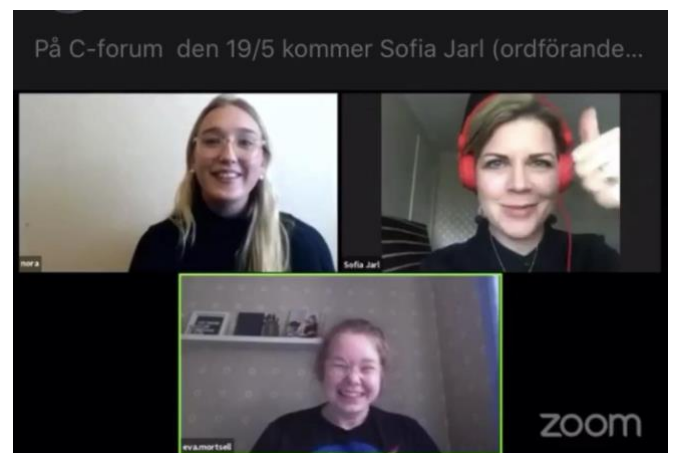 På C-forum den 19/5 kommer Sofia Jarl (ordförande...
nora
Sofia Jarl
eva.mortsell
zoom